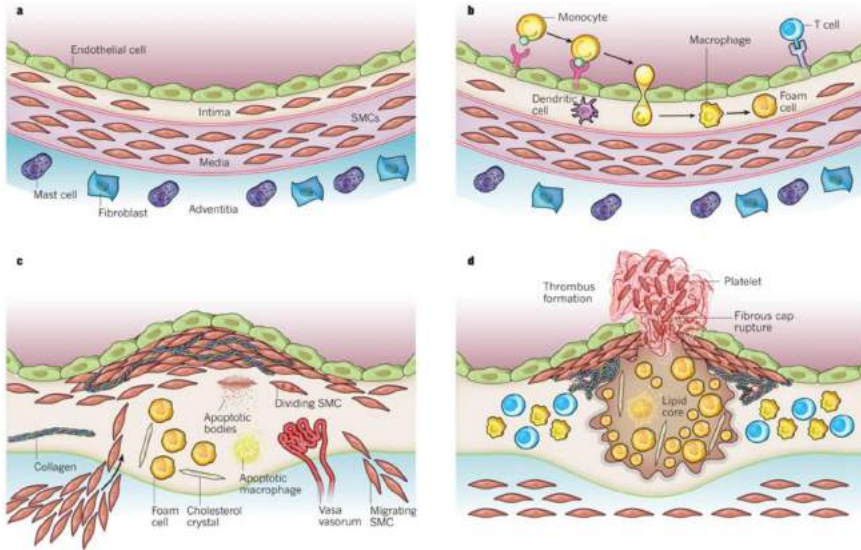 a
Endothelial cell
Intima
SMCs
Media
Mast cell
Fibroblast
Adventitia
b
Monocyte
T cell
Macrophage
Dendritic
cell
Foam
cell
c
Apoptotic
bodies
Dividing SMC
Collagen
Foam
cell
Cholesterol
crystal
Apoptotic
macrophage
Vasa
vasorum
Migrating
SMC
d
Thrombus
formation
Platelet
Fibrous cap
rupture
Lipid
core